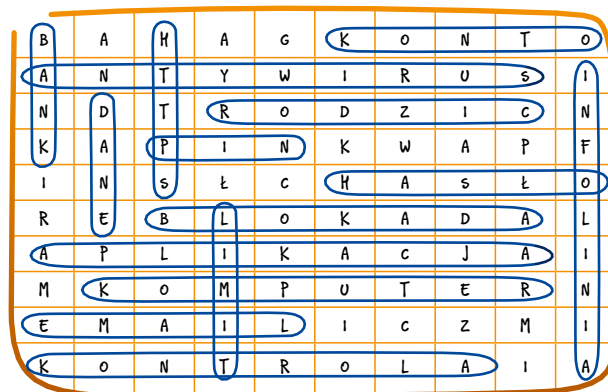 B A H A G K O N T O
A N T Y W I R U S I
N D T R O D Z I C N
K A P I N K W A P F
I N S Ł C H A S Ł O
R E B L O K A D A L
A P L I K A C J A I
M K O M P U T E R N
E M A I L I C Z M I
K O N T R O L A I A